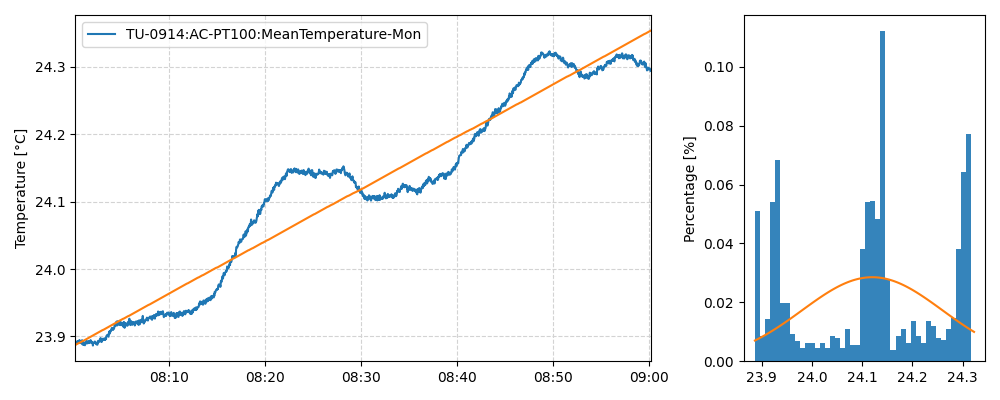 TU-0914:AC-PT100:MeanTemperature-Mon
Temperature [°C]
24.3
24.2
24.1
24.0
23.9
08:10 08:20 08:30 08:40 08:50 09:00
Percentage [%]
0.10
0.08
0.06
0.04
0.02
0.00
23.9 24.0 24.1 24.2 24.3